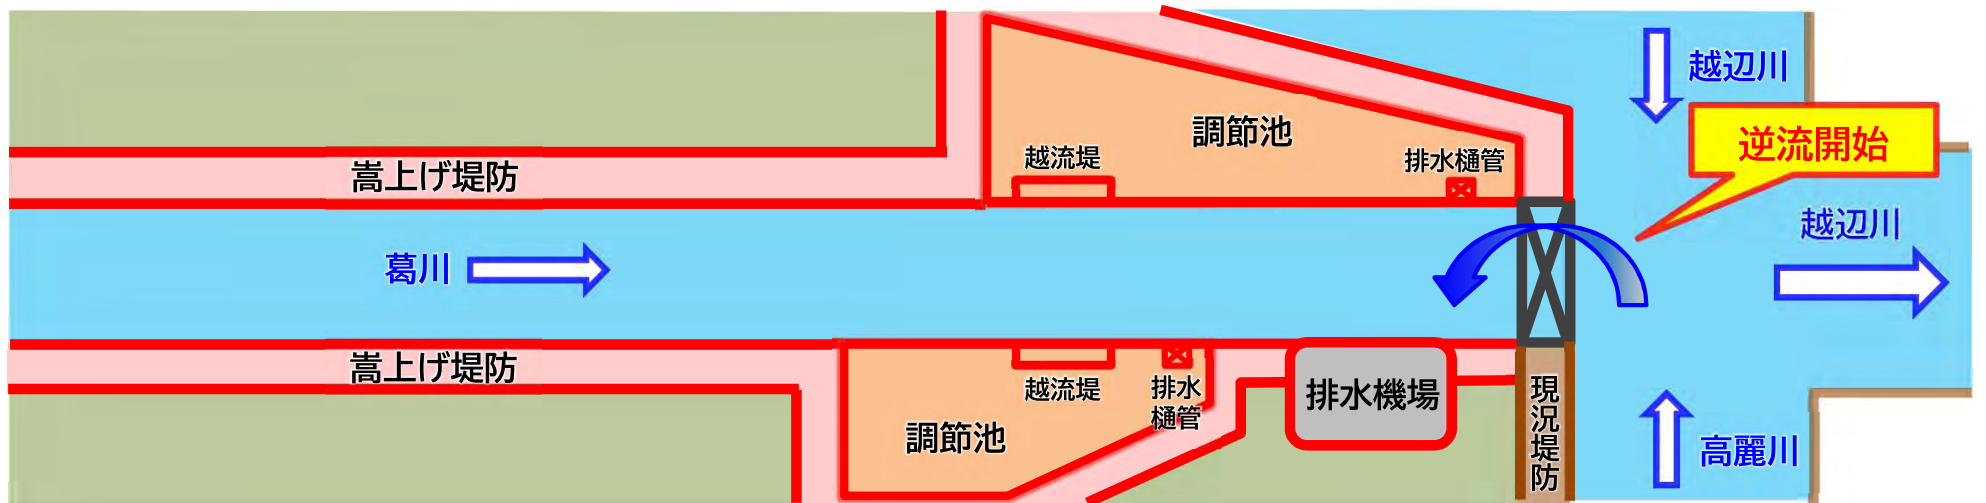 越辺川
調節池
逆流開始
越流堤
排水樋管
嵩上げ堤防
越辺川
葛川
嵩上げ堤防
越流堤
排水
樋管
排水機場
現況堤防
調節池
高麗川